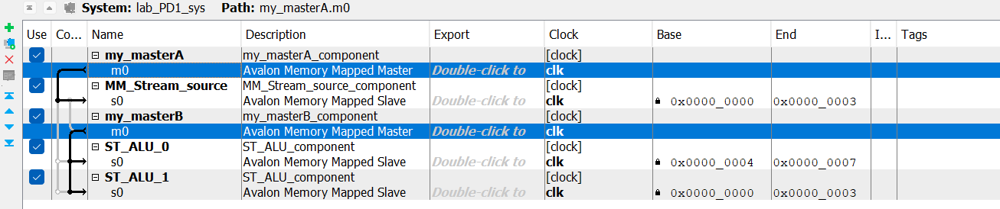 System: lab_PD1_sys Path: my_masterA.m0
Use Co... Name Description Export Clock Base End I... Tags
my_masterA my_masterA_component [clock]
m0 Avalon Memory Mapped Master Double-click to clk
MM_Stream_source MM_Stream_source_component [clock]
s0 Avalon Memory Mapped Slave Double-click to clk 0x0000_0000 0x0000_0003
my_masterB my_masterB_component [clock]
m0 Avalon Memory Mapped Master Double-click to clk
ST_ALU_0 ST_ALU_component [clock]
s0 Avalon Memory Mapped Slave Double-click to clk 0x0000_0004 0x0000_0007
ST_ALU_1 ST_ALU_component [clock]
s0 Avalon Memory Mapped Slave Double-click to clk 0x0000_0000 0x0000_0003